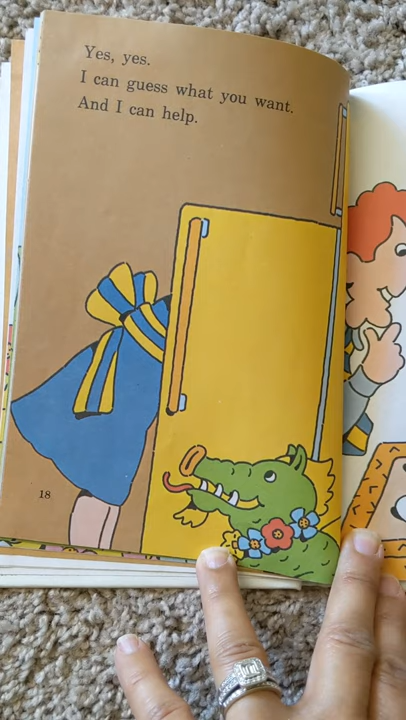 Yes, yes.
I can guess what you want.
And I can help.
18